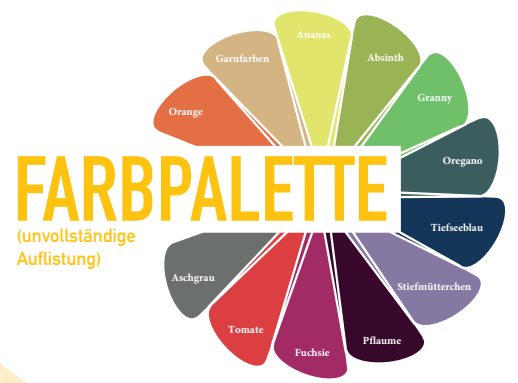 Ananas
Absinth
Garnfarben
Granny
Orange
Oregano
FARBPALETTE
(unvollständige
Auflistung)
Tiefseeblau
Aschgrau
Stiefmütterchen
Tomate
Pflaume
Fuchsie